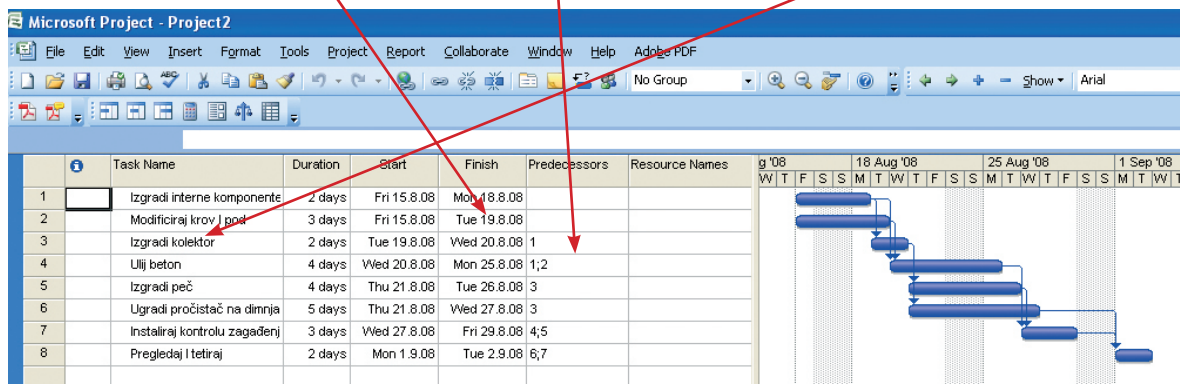 Microsoft Project - Project2
File Edit View Insert Format Tools Project Report Collaborate Window Help Adobe PDF
No Group Show Arial
Task Name Duration Start Finish Predecessors Resource Names g '08 18 Aug '08 25 Aug '08 1 Sep '08
W T F S S M T W T F S S M T W T F S S M T W T
1 Izgradi interne komponente 2 days Fri 15.8.08 Mon 18.8.08
2 Modificiraj krov I pod 3 days Fri 15.8.08 Tue 19.8.08
3 Izgradi kolektor 2 days Tue 19.8.08 Wed 20.8.08 1
4 Ulij beton 4 days Wed 20.8.08 Mon 25.8.08 1;2
5 Izgradi peč 4 days Thu 21.8.08 Tue 26.8.08 3
6 Ugradi pročistač na dimnja 5 days Thu 21.8.08 Wed 27.8.08 3
7 Instaliraj kontrolu zagađenj 3 days Wed 27.8.08 Fri 29.8.08 4;5
8 Pregledaj I tetiraj 2 days Mon 1.9.08 Tue 2.9.08 6;7